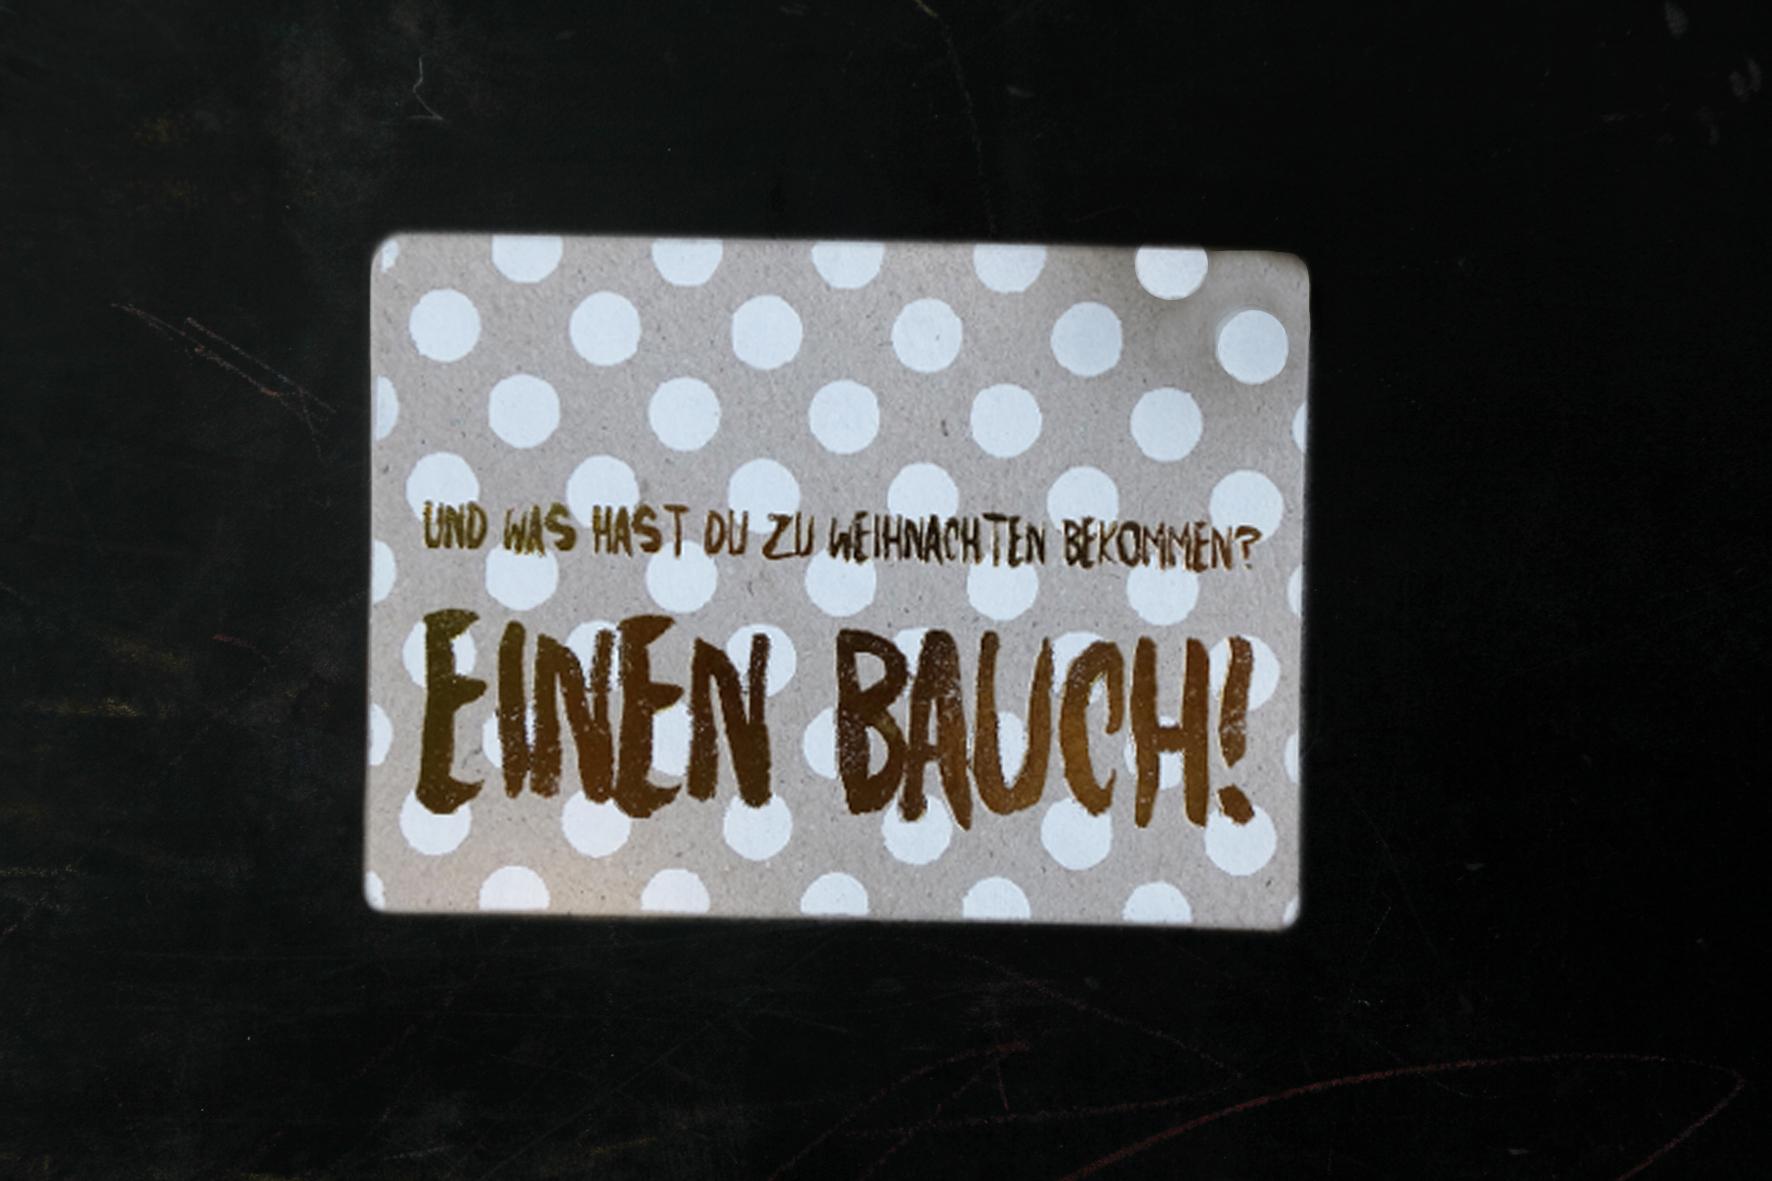 UND WAS HAST DU ZU WEIHNACHTEN BEKOMMEN?
EINEN BAUCH!